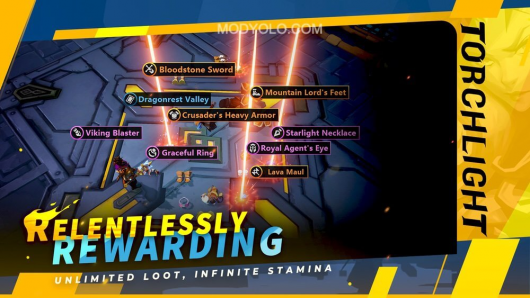 MODYOLO.COM
TORCHLIGHT
Bloodstone Sword
Mountain Lord's Feet
Dragonrest Valley
Crusader's Heavy Armor
Viking Blaster
Starlight Necklace
Graceful Ring
Royal Agent's Eye
Lava Maul
RELENTLESSLY
REWARDING
UNLIMITED LOOT, INFINITE STAMINA